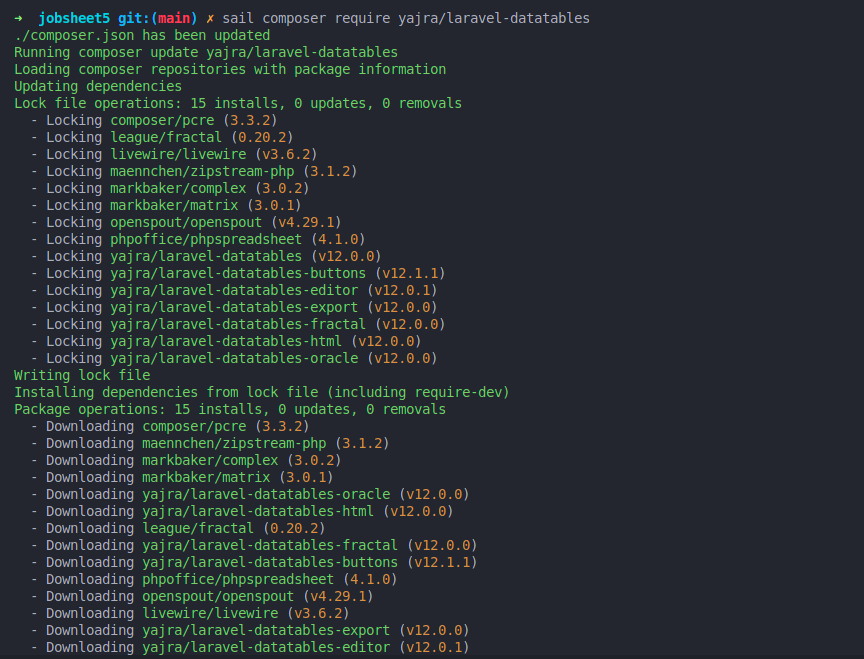 ➜  jobsheet5 git:(main) ✗ sail composer require yajra/laravel-datatables
./composer.json has been updated
Running composer update yajra/laravel-datatables
Loading composer repositories with package information
Updating dependencies
Lock file operations: 15 installs, 0 updates, 0 removals
  - Locking composer/pcre (3.3.2)
  - Locking league/fractal (0.20.2)
  - Locking livewire/livewire (v3.6.2)
  - Locking maennchen/zipstream-php (3.1.2)
  - Locking markbaker/complex (3.0.2)
  - Locking markbaker/matrix (3.0.1)
  - Locking openspout/openspout (v4.29.1)
  - Locking phpoffice/phpspreadsheet (4.1.0)
  - Locking yajra/laravel-datatables (v12.0.0)
  - Locking yajra/laravel-datatables-buttons (v12.1.1)
  - Locking yajra/laravel-datatables-editor (v12.0.1)
  - Locking yajra/laravel-datatables-export (v12.0.0)
  - Locking yajra/laravel-datatables-fractal (v12.0.0)
  - Locking yajra/laravel-datatables-html (v12.0.0)
  - Locking yajra/laravel-datatables-oracle (v12.0.0)
Writing lock file
Installing dependencies from lock file (including require-dev)
Package operations: 15 installs, 0 updates, 0 removals
  - Downloading composer/pcre (3.3.2)
  - Downloading maennchen/zipstream-php (3.1.2)
  - Downloading markbaker/complex (3.0.2)
  - Downloading markbaker/matrix (3.0.1)
  - Downloading yajra/laravel-datatables-oracle (v12.0.0)
  - Downloading yajra/laravel-datatables-html (v12.0.0)
  - Downloading league/fractal (0.20.2)
  - Downloading yajra/laravel-datatables-fractal (v12.0.0)
  - Downloading yajra/laravel-datatables-buttons (v12.1.1)
  - Downloading phpoffice/phpspreadsheet (4.1.0)
  - Downloading openspout/openspout (v4.29.1)
  - Downloading livewire/livewire (v3.6.2)
  - Downloading yajra/laravel-datatables-export (v12.0.0)
  - Downloading yajra/laravel-datatables-editor (v12.0.1)